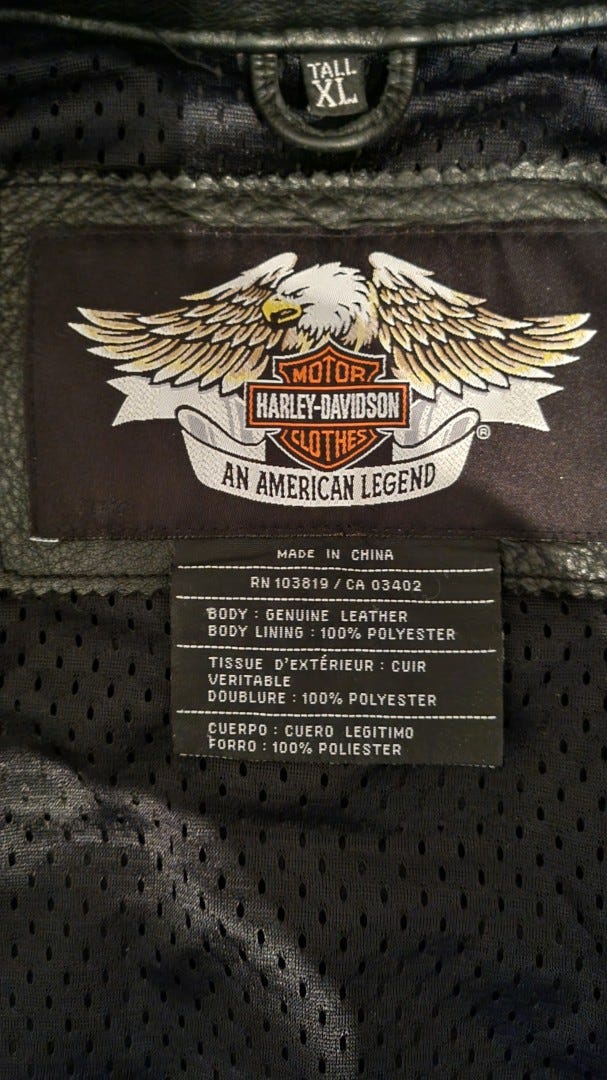 TALL
XL
MOTOR
HARLEY-DAVIDSON
CLOTHES
®
AN AMERICAN LEGEND
MADE IN CHINA
RN 103819 / CA 03402
BODY : GENUINE LEATHER
BODY LINING : 100% POLYESTER
TISSUE D'EXTÉRIEUR : CUIR
VERITABLE
DOUBLURE : 100% POLYESTER
CUERPO : CUERO LEGITIMO
FORRO : 100% POLIESTER